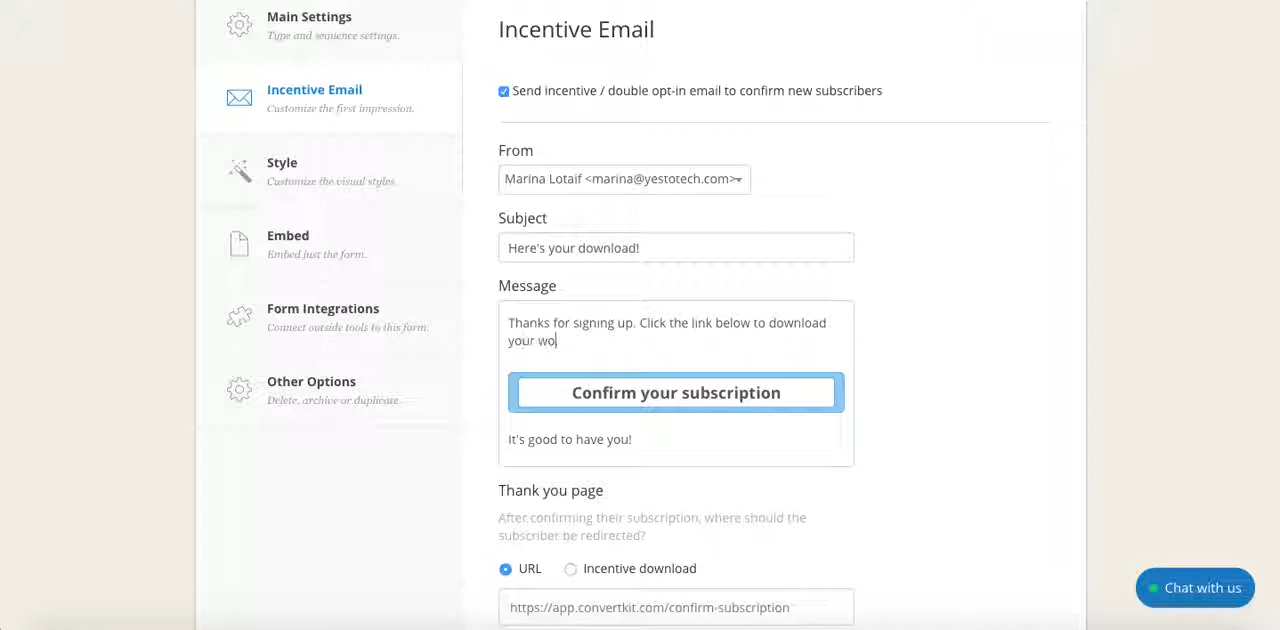 Main Settings
Type and sequence settings.
Incentive Email
Customize the first impression.
Style
Customize the visual styles.
Embed
Embed just the form.
Form Integrations
Connect outside tools to this form.
Other Options
Delete, archive or duplicate.
Incentive Email
Send incentive / double opt-in email to confirm new subscribers
From
Marina Lotaif <marina@yestotech.com>
Subject
Here's your download!
Message
Thanks for signing up. Click the link below to download
your wo
Confirm your subscription
It's good to have you!
Thank you page
After confirming their subscription, where should the
subscriber be redirected?
URL Incentive download
https://app.convertkit.com/confirm-subscription
Chat with us